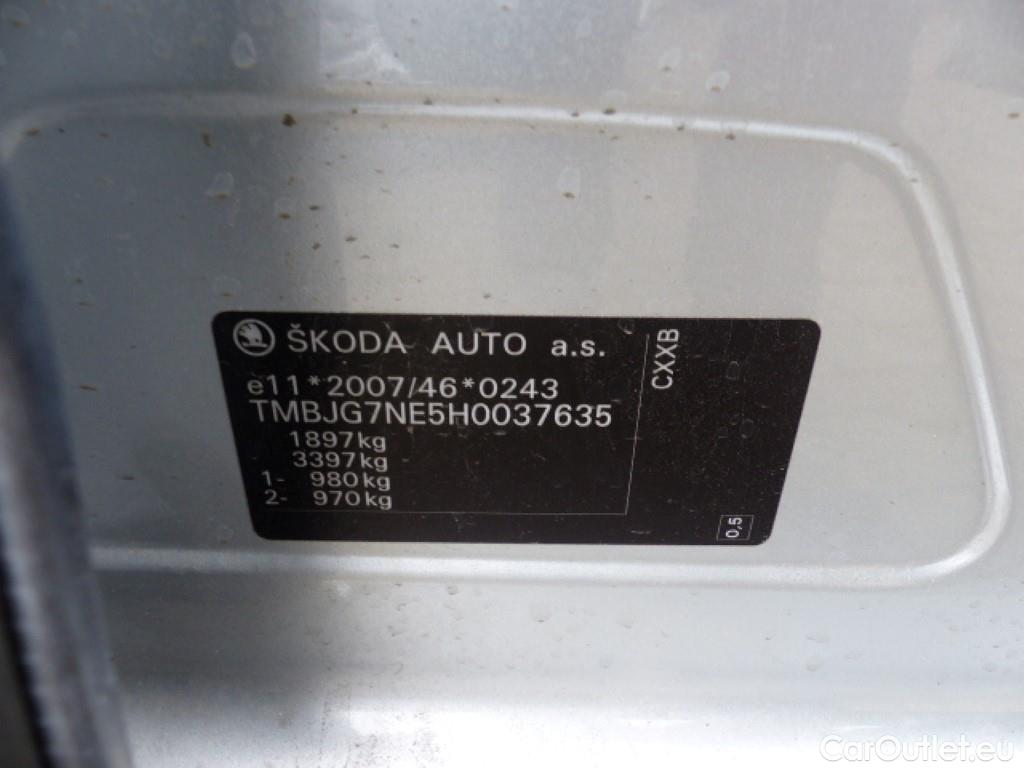 ŠKODA AUTO a.s.
e11*2007/46*0243
TMBJG7NE5H0037635
1897kg
3397kg
1- 980kg
2- 970kg
CXXB
0,5
CarOutlet.eu